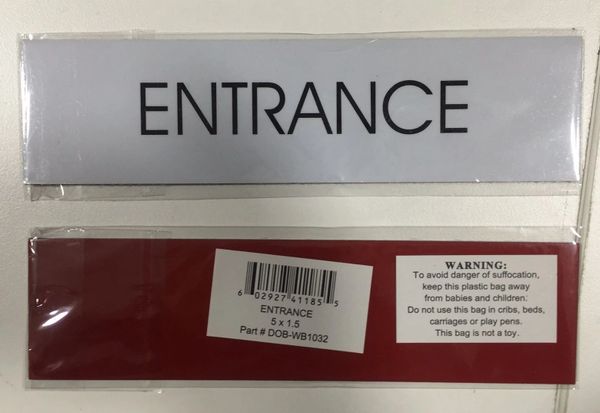 ENTRANCE
6 02927 41185 5
ENTRANCE
5 x 1.5
Part # DOB-WB1032
WARNING:
To avoid danger of suffocation,
keep this plastic bag away
from babies and children.
Do not use this bag in cribs, beds,
carriages or play pens.
This bag is not a toy.